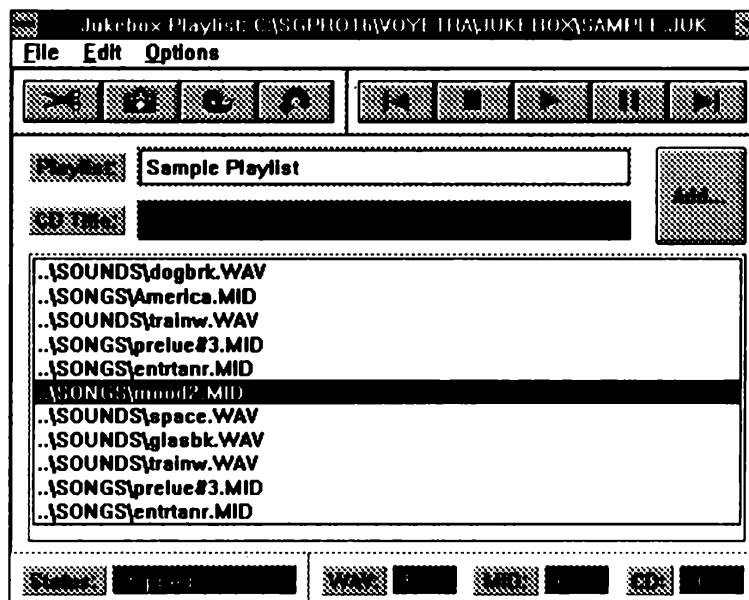 Jukebox Playlist: C:\SGPRO16\VOYETRA\JUKEBOX\SAMPLE.JUK
File Edit Options
Playlist: Sample Playlist
Add...
CD Title:
..\SOUNDS\dogbrk.WAV
..\SONGS\America.MID
..\SOUNDS\trainw.WAV
..\SONGS\prelue#3.MID
..\SONGS\entrtanr.MID
..\SONGS\mood2.MID
..\SOUNDS\space.WAV
..\SOUNDS\glasbk.WAV
..\SOUNDS\trainw.WAV
..\SONGS\prelue#3.MID
..\SONGS\entrtanr.MID
Status: WAV: MID: CD: